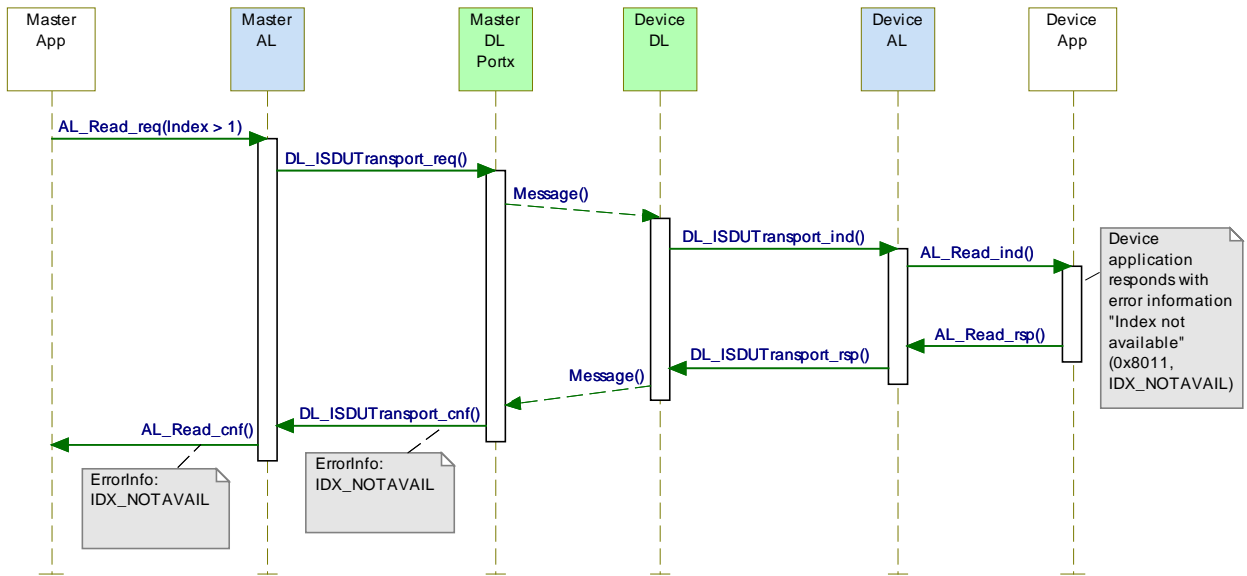 Master
App
Master
AL
Master
DL
Portx
Device
DL
Device
AL
Device
App
AL_Read_req(Index > 1)
DL_ISDUTransport_req()
Message()
DL_ISDUTransport_ind()
AL_Read_ind()
Device
application
responds with
error information
"Index not
available"
(0x8011,
IDX_NOTAVAIL)
AL_Read_rsp()
DL_ISDUTransport_rsp()
Message()
DL_ISDUTransport_cnf()
AL_Read_cnf()
ErrorInfo:
IDX_NOTAVAIL
ErrorInfo:
IDX_NOTAVAIL